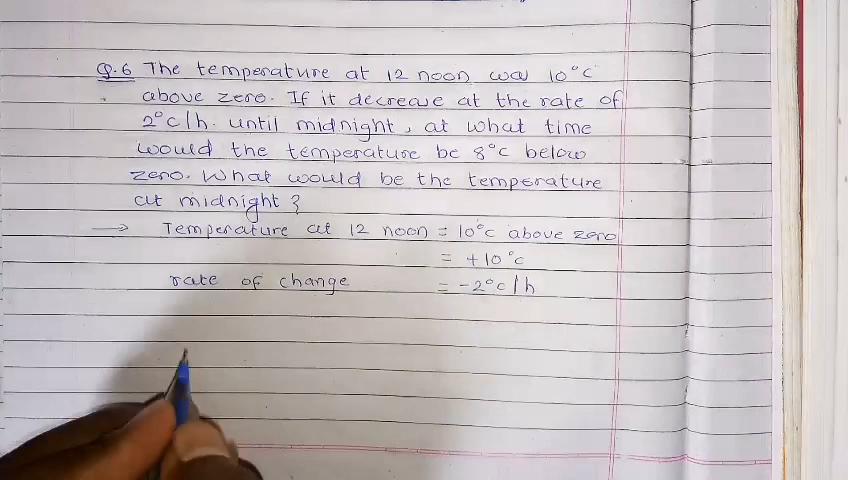 Q.6 The temperature at 12 noon was 10°C
above zero. If it decrease at the rate of
2°c/h. until midnight, at what time
would the temperature be 8°c below
zero. What would be the temperature
at midnight?
→ Temperature at 12 noon = 10°c above zero
= +10°c
rate of change = -2°c/h